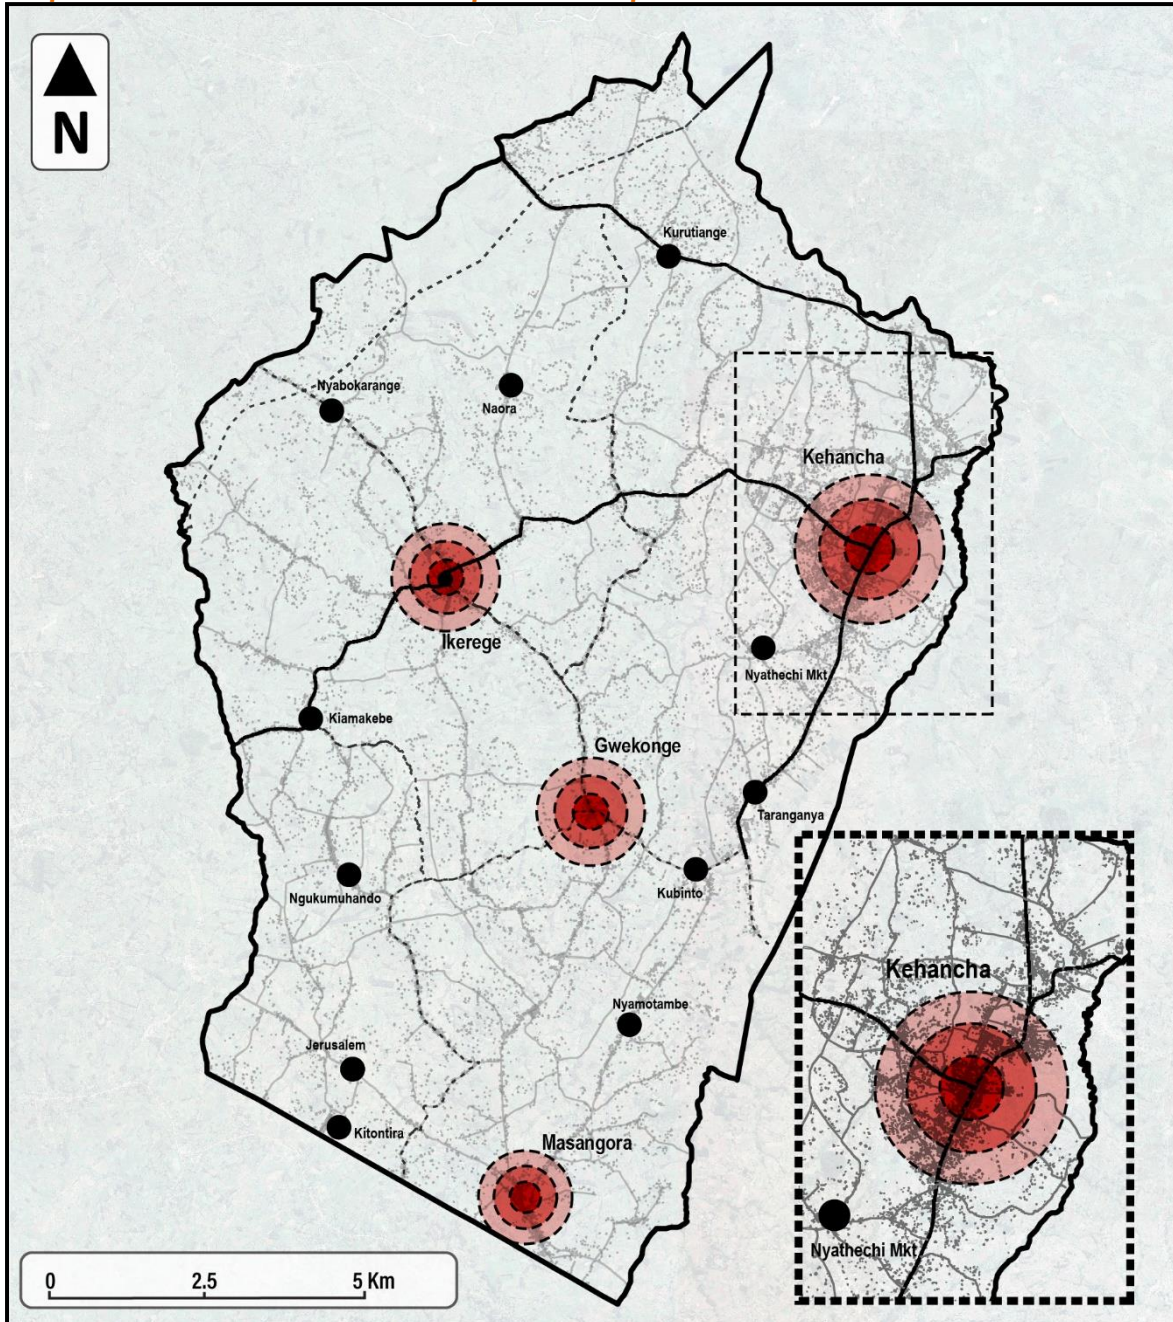 N
Kurutiange
Nyabokarange
Naora
Kehancha
Ikerege
Nyathechi Mkt
Kiamakebe
Gwekonge
Taranganya
Ngukumuhando
Kubinto
Kehancha
Nyamotambe
Jerusalem
Kitontira
Masangora
Nyathechi Mkt
0 2.5 5 Km